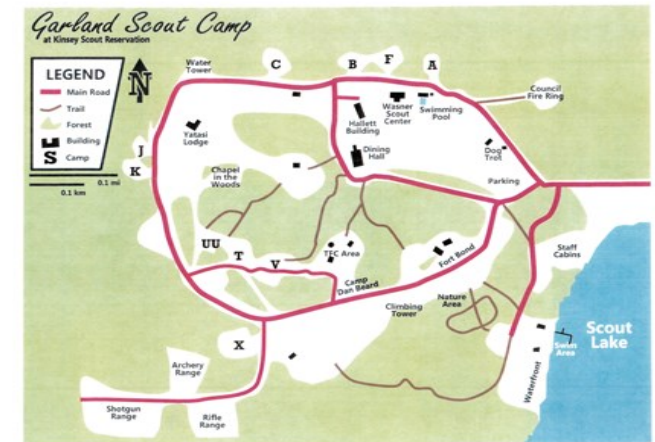 Garland Scout Camp
at Kinsey Scout Reservation
LEGEND
Main Road
Trail
Forest
Building
S
Camp
N
0.1 mi
0.1 km
Water
Tower
C
B
F
A
Council
Fire Ring
Wasner
Scout
Center
Swimming
Pool
Hallett
Building
Yatasi
Lodge
J
K
Dining
Hall
Dog
Trot
Parking
Chapel
in the
Woods
UU
T
V
TFC Area
Fort Bond
Staff
Cabins
Camp
Dan Beard
Climbing
Tower
Nature
Area
Scout
Lake
Swim
Area
Waterfront
X
Archery
Range
Shotgun
Range
Rifle
Range